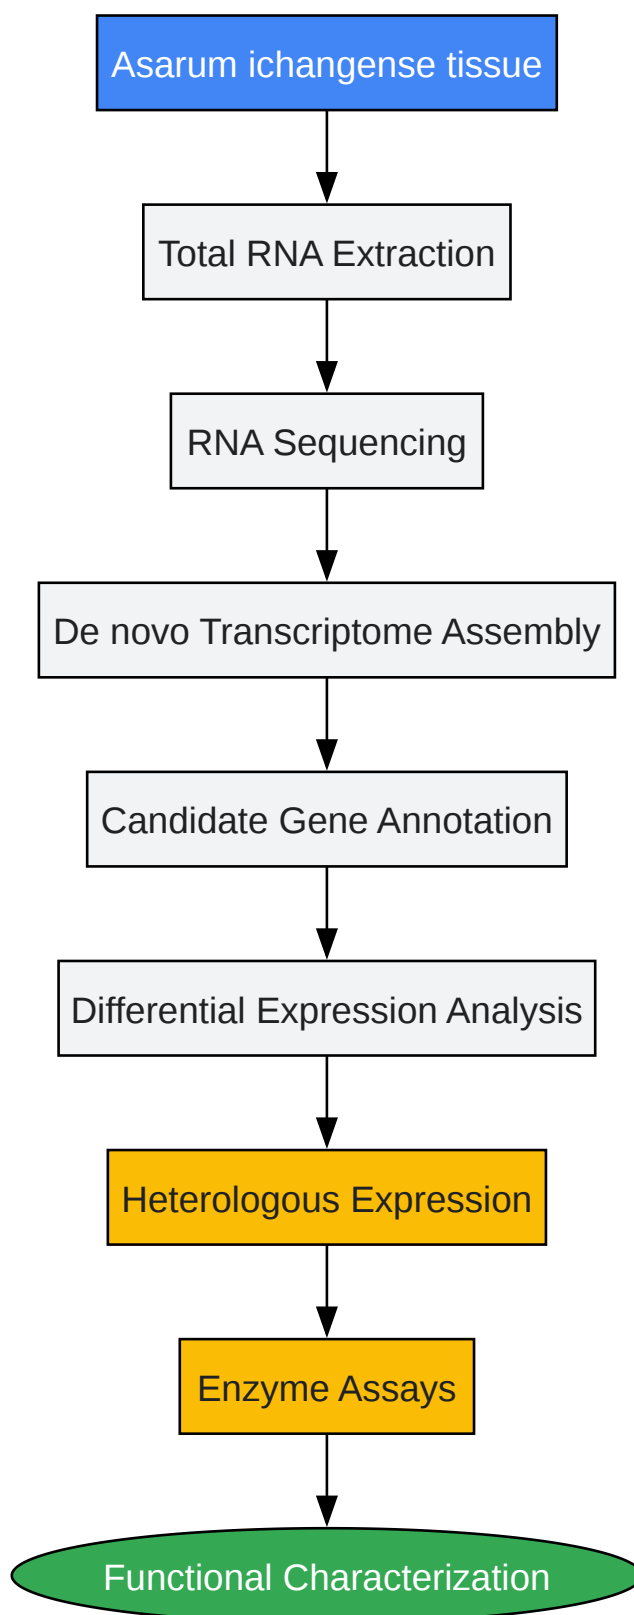 Asarum ichangense tissue
Total RNA Extraction
RNA Sequencing
De novo Transcriptome Assembly
Candidate Gene Annotation
Differential Expression Analysis
Heterologous Expression
Enzyme Assays
Functional Characterization